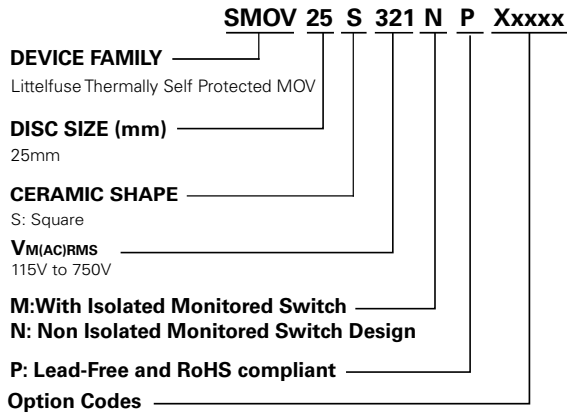 SMOV 25 S 321 N P Xxxxx
DEVICE FAMILY
Littelfuse Thermally Self Protected MOV
DISC SIZE (mm)
25mm
CERAMIC SHAPE
S: Square
VM(AC)RMS
115V to 750V
M:With Isolated Monitored Switch
N: Non Isolated Monitored Switch Design
P: Lead-Free and RoHS compliant
Option Codes